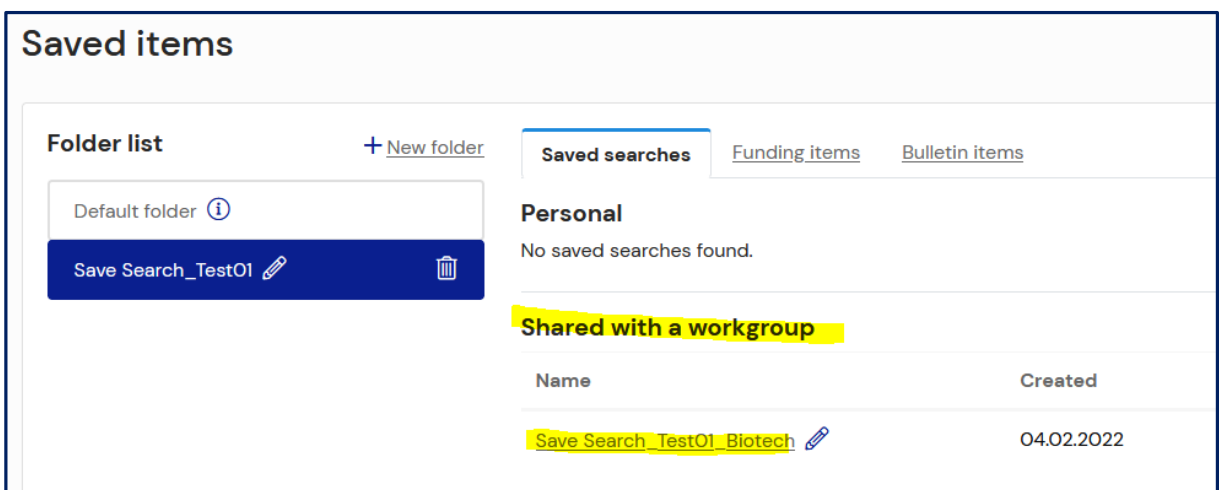 Saved items
Folder list
+ New folder
Default folder
Save Search_Test01
Saved searches
Funding items
Bulletin items
Personal
No saved searches found.
Shared with a workgroup
Name
Created
Save Search_Test01_Biotech
04.02.2022